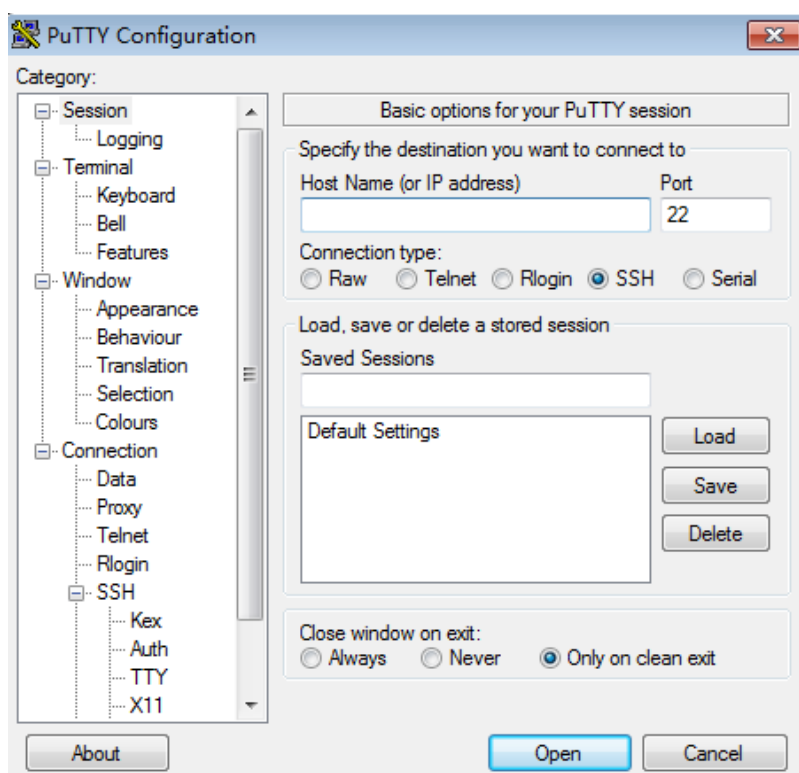 PuTTY Configuration
Category:
Session
Logging
Terminal
Keyboard
Bell
Features
Window
Appearance
Behaviour
Translation
Selection
Colours
Connection
Data
Proxy
Telnet
Rlogin
SSH
Kex
Auth
TTY
X11
Basic options for your PuTTY session
Specify the destination you want to connect to
Host Name (or IP address) Port
22
Connection type:
Raw Telnet Rlogin SSH Serial
Load, save or delete a stored session
Saved Sessions
Default Settings
Load
Save
Delete
Close window on exit:
Always Never Only on clean exit
About Open Cancel